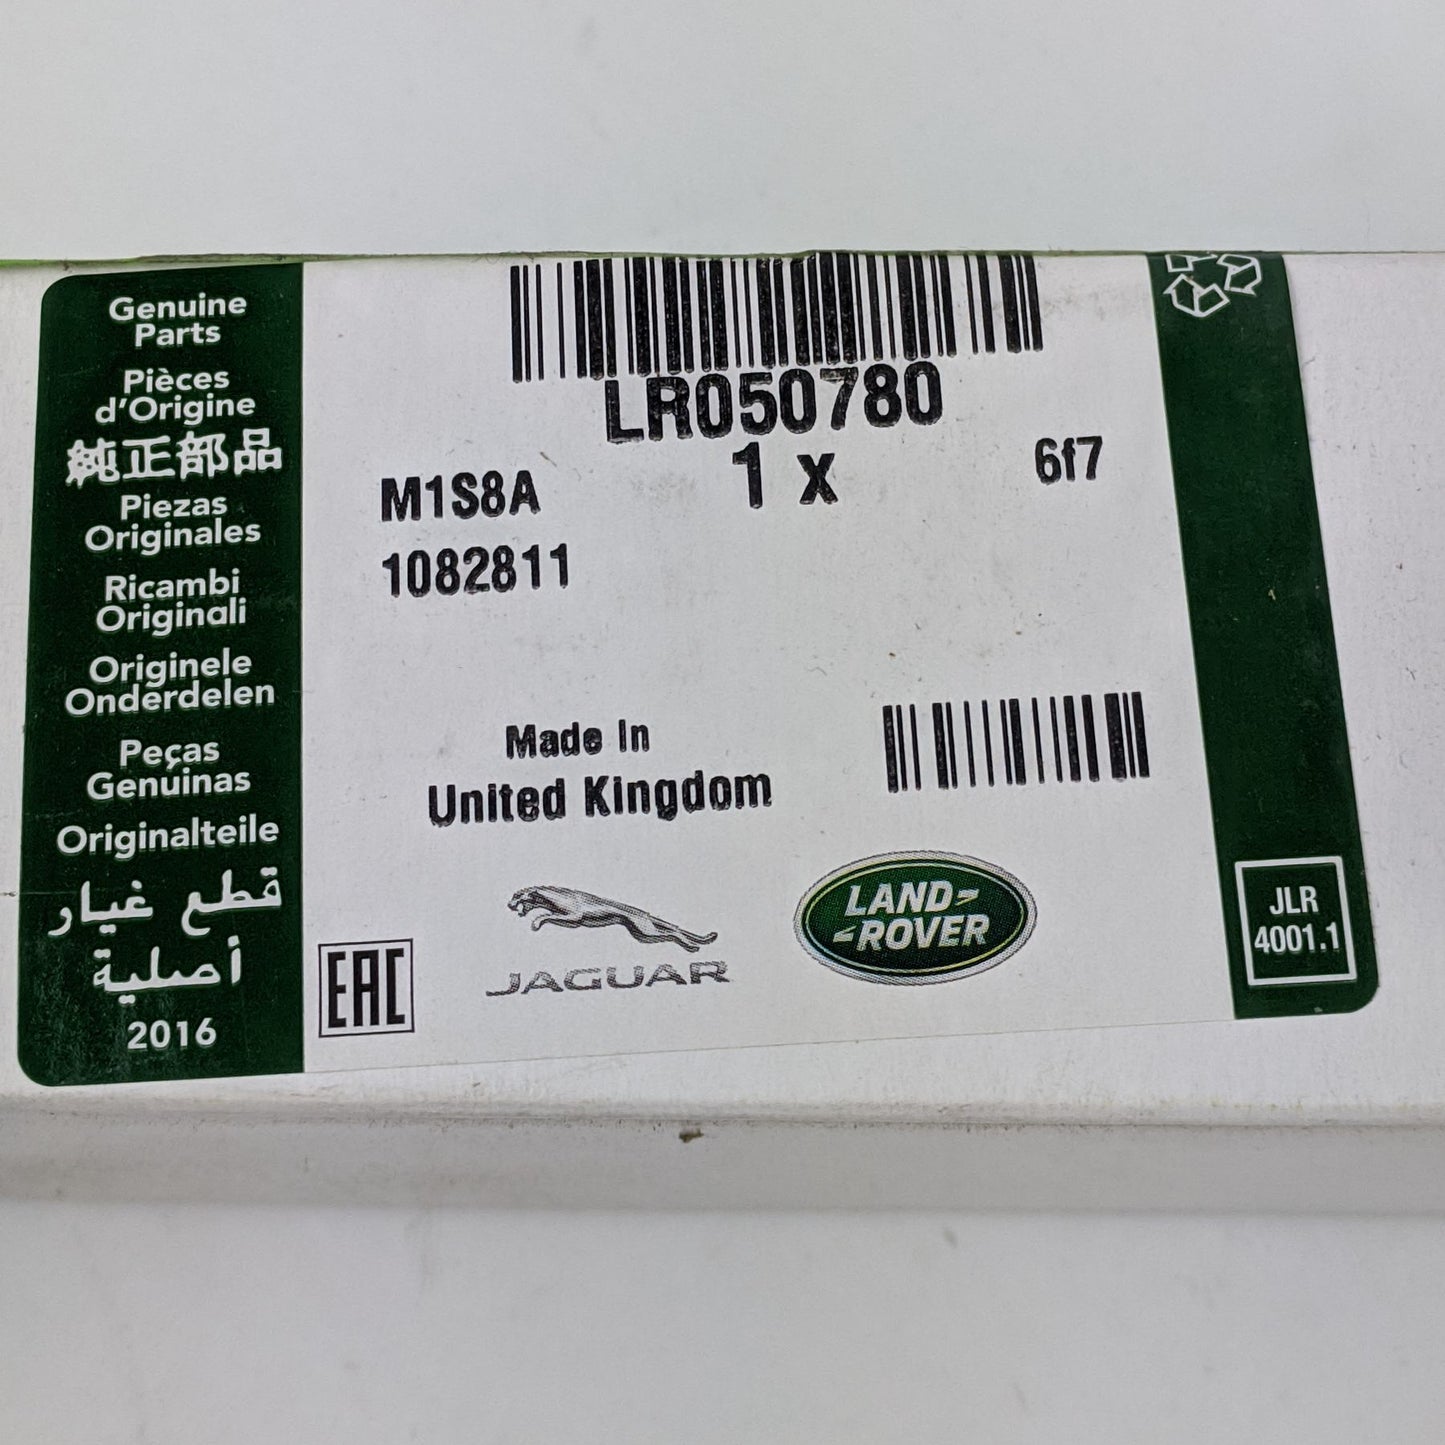 Genuine
Parts
Pièces
d'Origine
純正部品
Piezas
Originales
Ricambi
Originali
Originele
Onderdelen
Peças
Genuinas
Originalteile
قطع غيار
أصلية
2016
LR050780
1 x
6f7
M1S8A
1082811
Made In
United Kingdom
EAC
JAGUAR
LAND-
-ROVER
JLR
4001.1